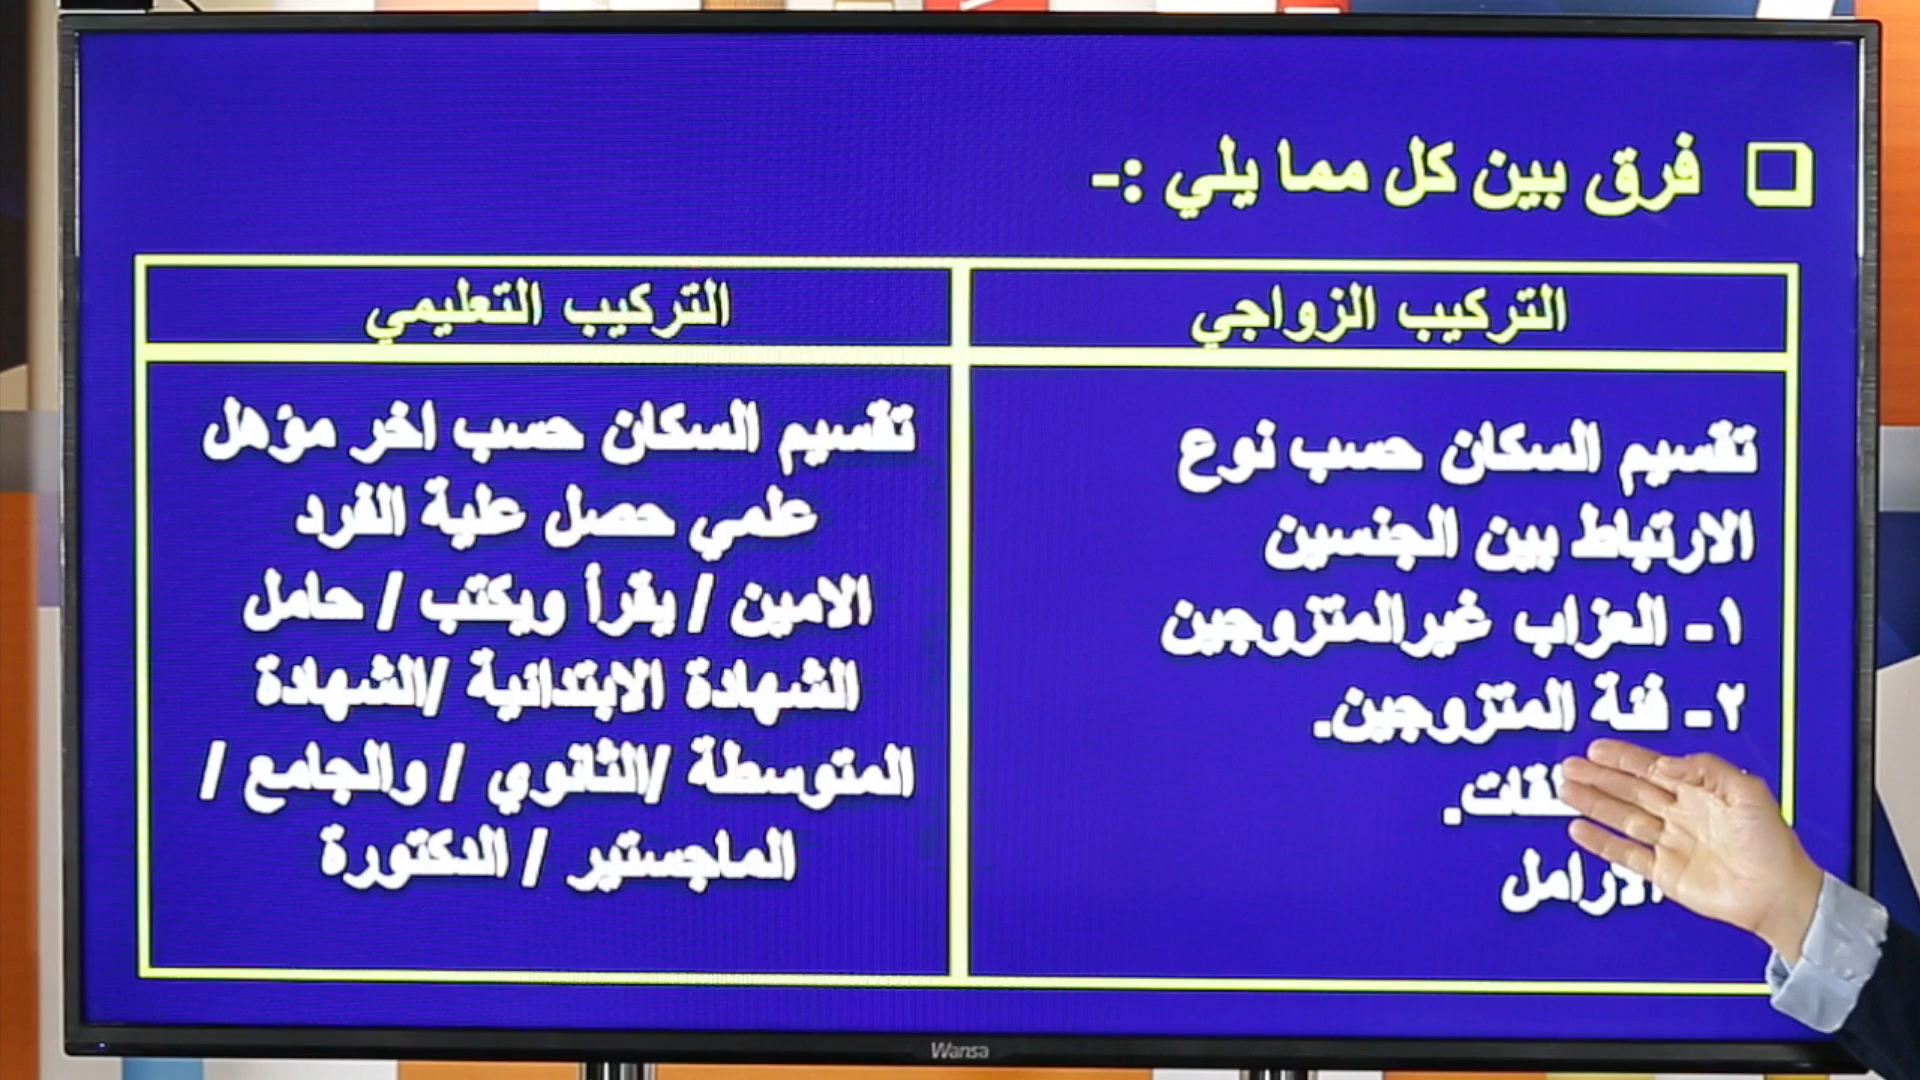 فرق بين كل مما يلي :-
التركيب الزواجي
تقسيم السكان حسب نوع
الارتباط بين الجنسين
١- العزاب غيرالمتزوجين
٢- فئة المتزوجين.
الارامل
التركيب التعليمي
تقسيم السكان حسب اخر مؤهل
علمي حصل علية الفرد
الامين / يقرأ ويكتب / حامل
الشهادة الابتدائية /الشهادة
المتوسطة /الثانوي / والجامع /
الماجستير / الدكتورة
Wansa